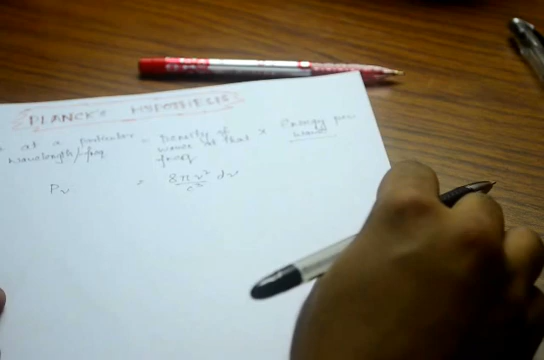 PLANCK'S HYPOTHESIS
at a particular = Density of × Energy per
wavelength/freq waves at that wave
freq
Pν = 8πν²/c³ dν